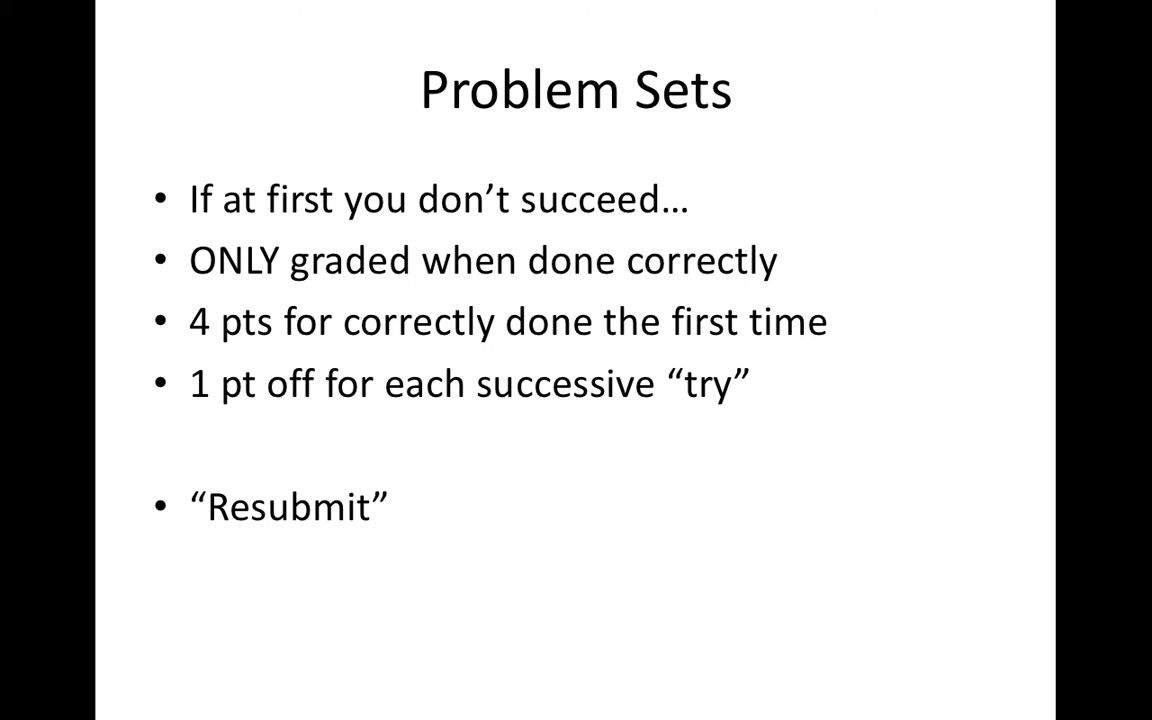 Problem Sets
• If at first you don’t succeed…
• ONLY graded when done correctly
• 4 pts for correctly done the first time
• 1 pt off for each successive “try”
• “Resubmit”